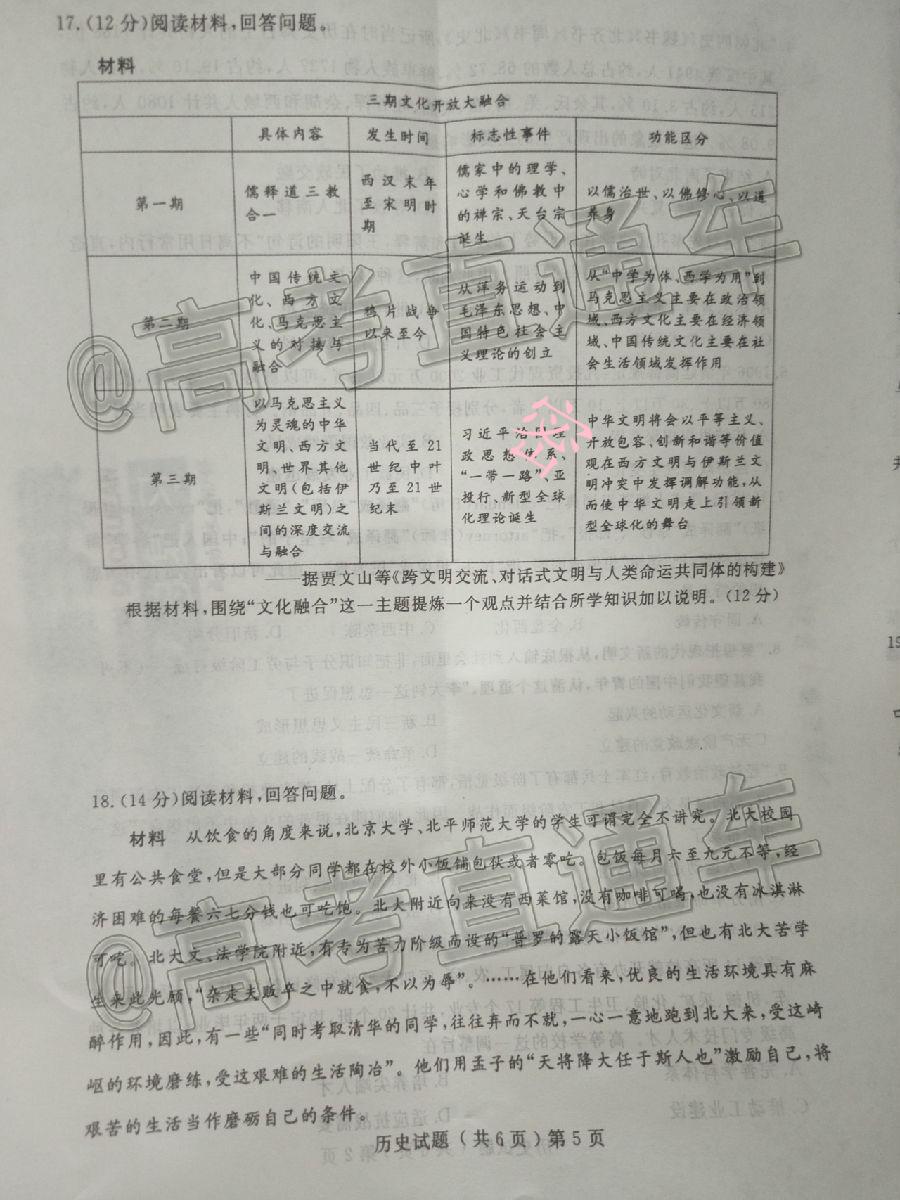 17.(12 分)阅读材料,回答问题。
材料
三期文化开放大融合
具体内容
发生时间
标志性事件
功能区分
第一期
儒释道三教
合一
西汉末年
至宋明时
期
儒家中的理学、
心学和佛教中
的禅宗、天台宗
诞生
以儒治世、以佛修心、以道
养身
第二期
中国传统文
化、西方文
化、马克思主
义的对接与
融合
鸦片战争
以来至今
从洋务运动到
毛泽东思想、中
国特色社会主
义理论的创立
从“中学为体、西学为用”到
马克思主义主要在政治领
域、西方文化主要在经济领
域、中国传统文化主要在社
会生活领域发挥作用
第三期
以马克思主义
为灵魂的中华
文明、西方文
明、世界其他
文明(包括伊
斯兰文明)之
间的深度交流
与融合
当代至21
世纪中叶
乃至21世
纪末
习近平治国理
政思想体系、
“一带一路”、亚
投行、新型全球
化理论诞生
中华文明将会以平等主义、
开放包容、创新和谐等价值
观在西方文明与伊斯兰文
明冲突中发挥调解功能,从
而使中华文明走上引领新
型全球化的舞台
据贾文山等《跨文明交流、对话式文明与人类命运共同体的构建》
根据材料,围绕“文化融合”这一主题提炼一个观点并结合所学知识加以说明。(12 分)
18.(14 分)阅读材料,回答问题。
材料 从饮食的角度来说,北京大学、北平师范大学的学生可谓完全不讲究。北大校园
里有公共食堂,但是大部分同学都在校外小饭铺包伙或者零吃。包饭每月六至九元不等,经
济困难的每餐六七分钱也可吃饱。北大附近向来没有西菜馆,没有咖啡可喝,也没有冰淇淋
可吃。北大文、法学院附近,有专为苦力阶级而设的“普罗的露天小饭馆”,但也有北大苦学
生来此光顾,“杂走夫贩卒之中就食,不以为辱”。……在他们看来,优良的生活环境具有麻
醉作用,因此,有一些“同时考取清华的同学,往往弃而不就,一心一意地跑到北大来,受这崎
岖的环境磨练,受这艰难的生活陶冶”。他们用孟子的“天将降大任于斯人也”激励自己,将
艰苦的生活当作磨砺自己的条件。
历史试题(共6页)第5页
@高考直通车
@高考直通车
密